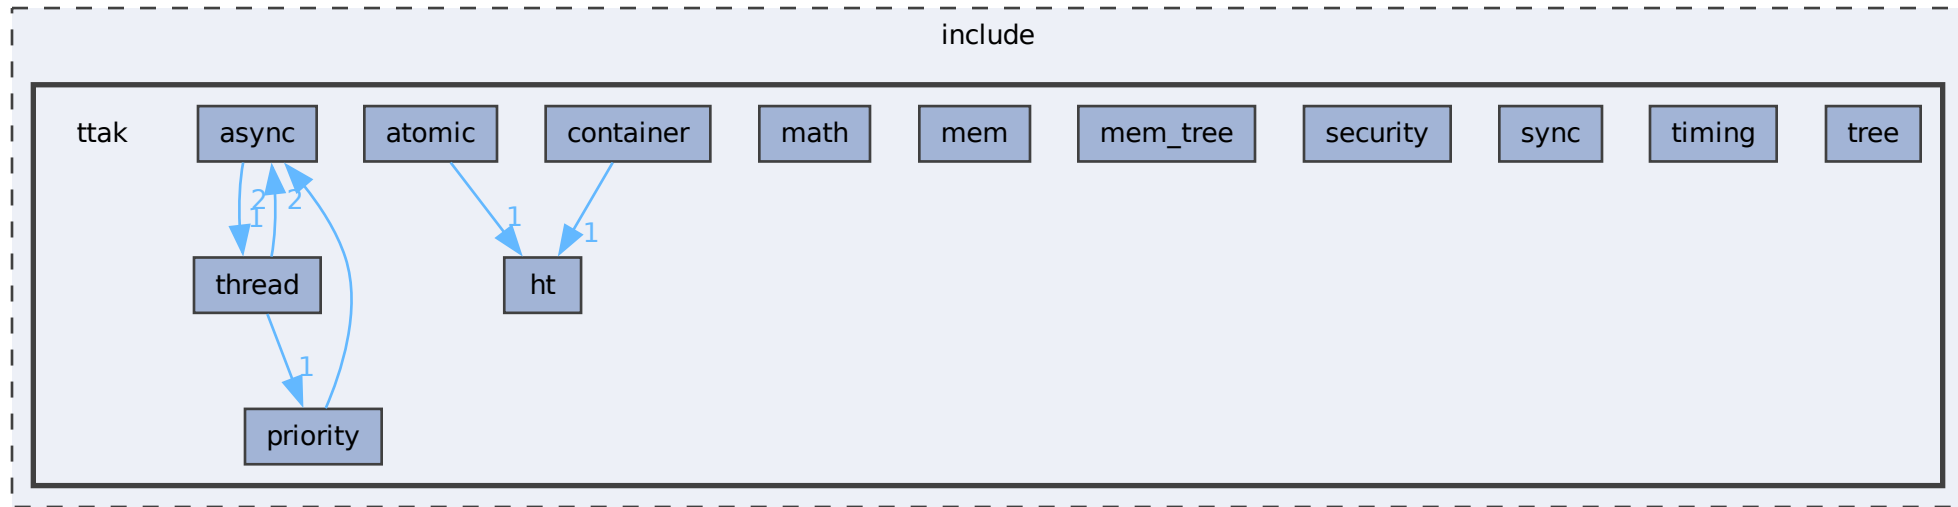 include
ttak
async
atomic
container
math
mem
mem_tree
security
sync
timing
tree
2
2
1
1
1
thread
ht
1
priority